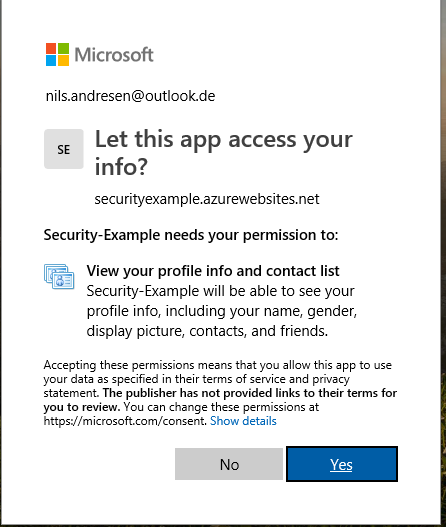 Microsoft
nils.andresen@outlook.de
SE
Let this app access your
info?
securityexample.azurewebsites.net
Security-Example needs your permission to:
View your profile info and contact list
Security-Example will be able to see your
profile info, including your name, gender,
display picture, contacts, and friends.
Accepting these permissions means that you allow this app to use
your data as specified in their terms of service and privacy
statement. The publisher has not provided links to their terms for
you to review. You can change these permissions at
https://microsoft.com/consent. Show details
No
Yes